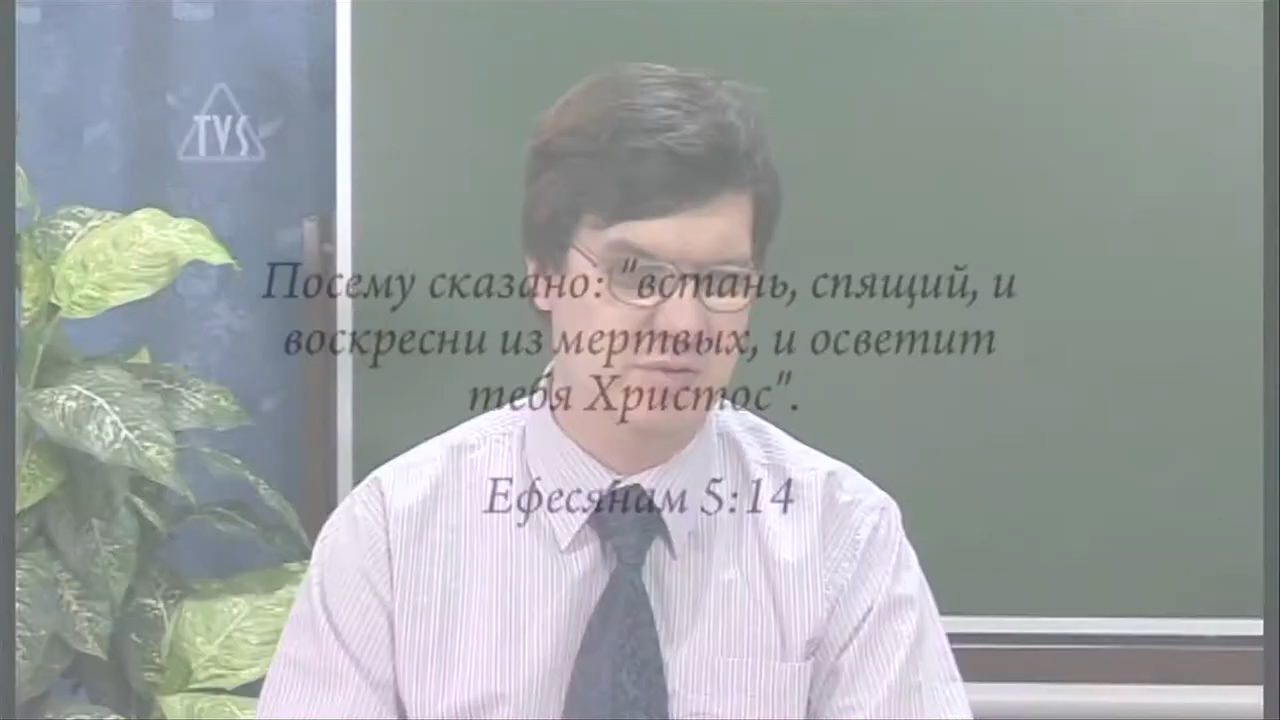 TVS
Посему сказано: "встань, спящий, и
воскресни из мертвых, и осветит
тебя Христос".
Ефесянам 5:14